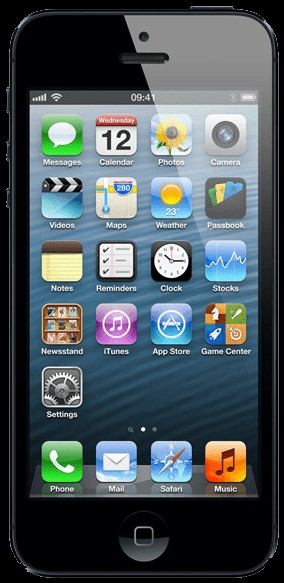 09:41
Wednesday
12
280
23°
Messages Calendar Photos Camera
Videos Maps Weather Passbook
Notes Reminders Clock Stocks
Newsstand iTunes App Store Game Center
Settings
Phone Mail Safari Music